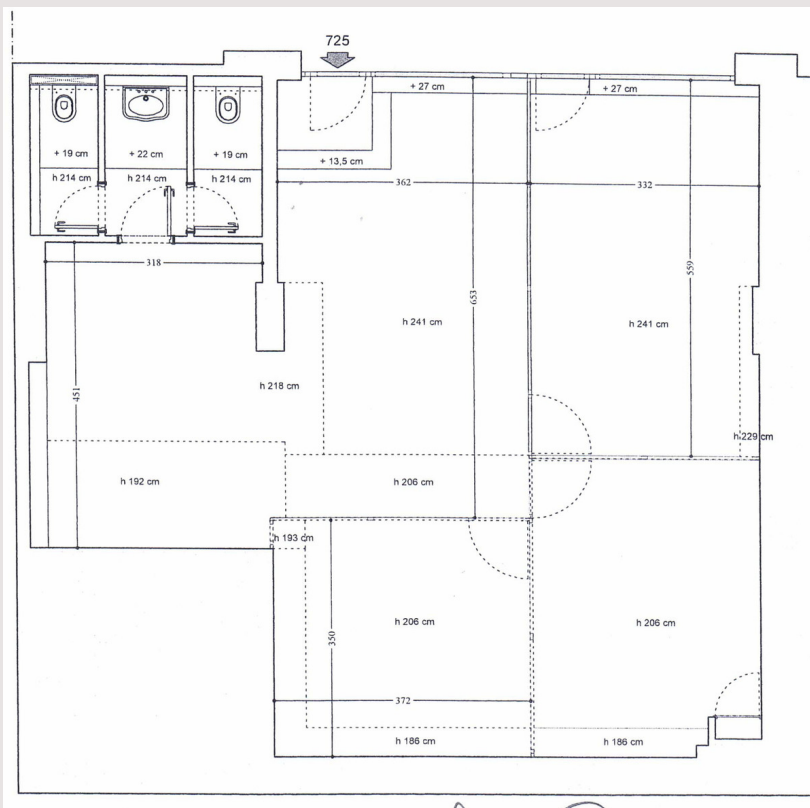 725
+ 27 cm
+ 27 cm
+ 19 cm
+ 22 cm
+ 19 cm
+ 13,5 cm
h 214 cm
h 214 cm
h 214 cm
362
332
318
653
559
h 241 cm
h 241 cm
h 218 cm
451
h 229 cm
h 192 cm
h 206 cm
h 193 cm
h 206 cm
h 206 cm
350
372
h 186 cm
h 186 cm